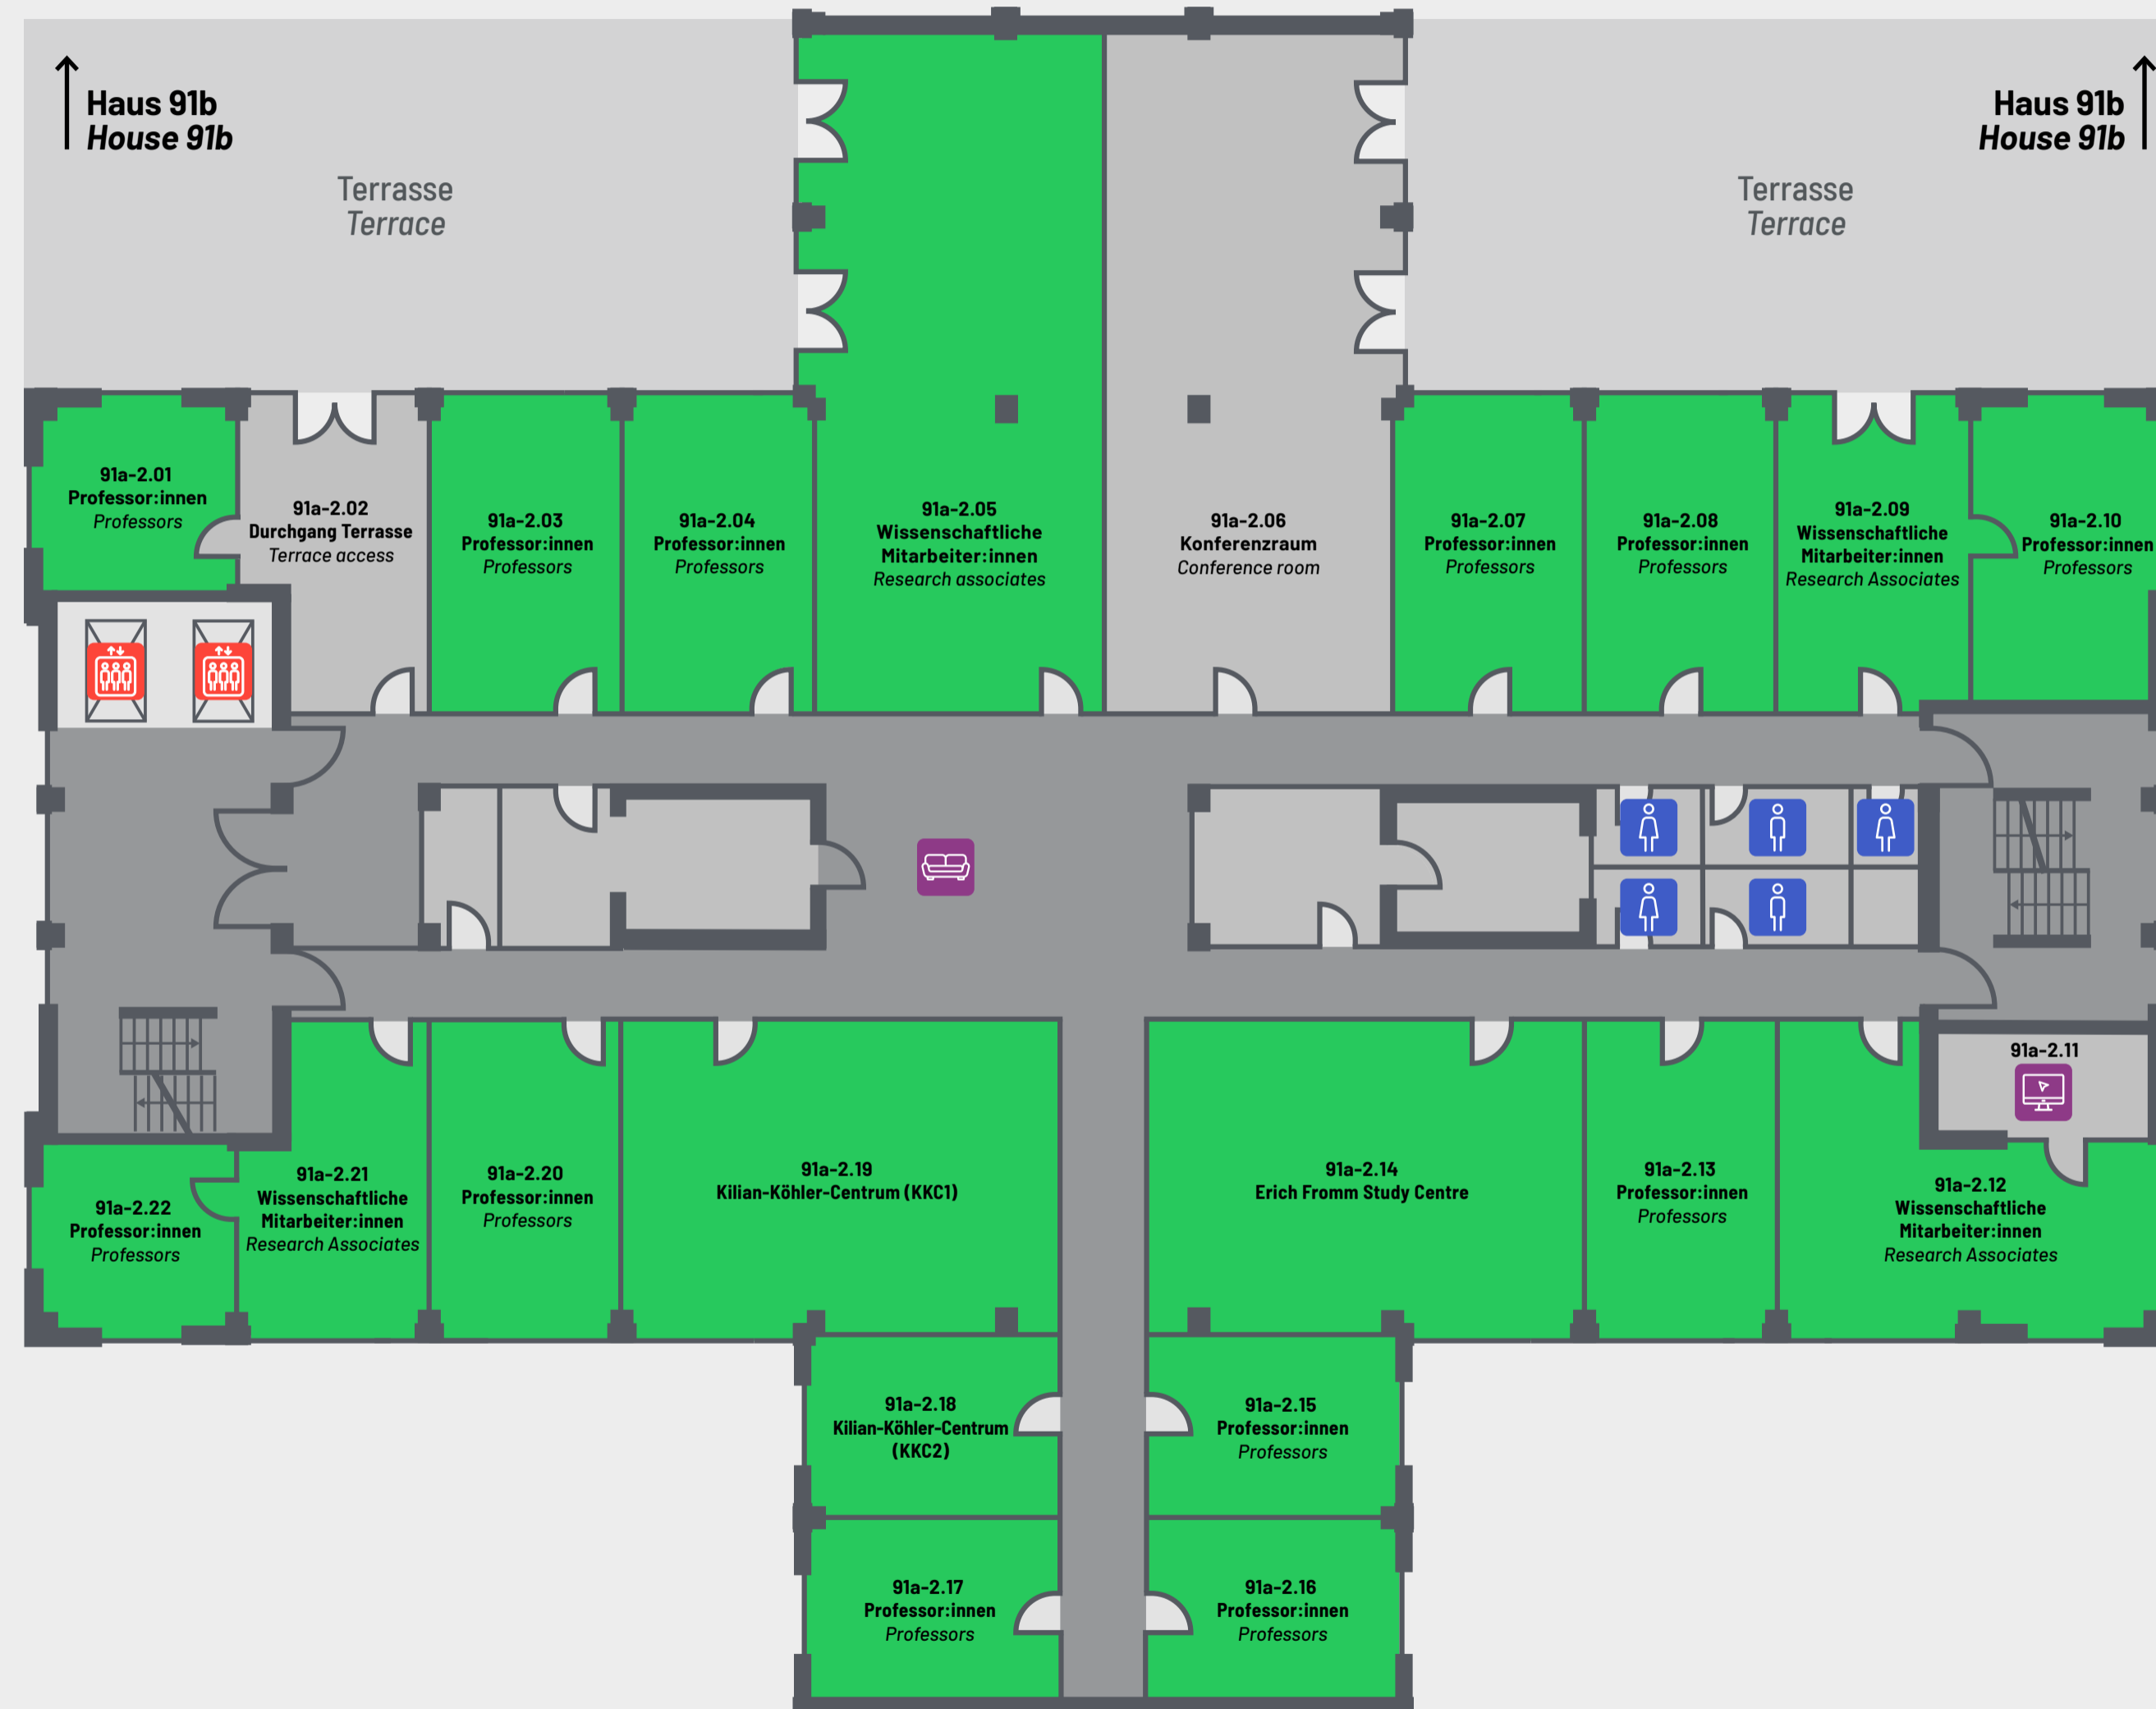 Haus 91b
House 91b
Haus 91b
House 91b
Terrasse
Terrace
Terrasse
Terrace
91a-2.01
Professor:innen
Professors
91a-2.02
Durchgang Terrasse
Terrace access
91a-2.03
Professor:innen
Professors
91a-2.04
Professor:innen
Professors
91a-2.05
Wissenschaftliche
Mitarbeiter:innen
Research associates
91a-2.06
Konferenzraum
Conference room
91a-2.07
Professor:innen
Professors
91a-2.08
Professor:innen
Professors
91a-2.09
Wissenschaftliche
Mitarbeiter:innen
Research Associates
91a-2.10
Professor:innen
Professors
91a-2.11
91a-2.22
Professor:innen
Professors
91a-2.21
Wissenschaftliche
Mitarbeiter:innen
Research Associates
91a-2.20
Professor:innen
Professors
91a-2.19
Kilian-Köhler-Centrum (KKC1)
91a-2.14
Erich Fromm Study Centre
91a-2.13
Professor:innen
Professors
91a-2.12
Wissenschaftliche
Mitarbeiter:innen
Research Associates
91a-2.18
Kilian-Köhler-Centrum
(KKC2)
91a-2.15
Professor:innen
Professors
91a-2.17
Professor:innen
Professors
91a-2.16
Professor:innen
Professors